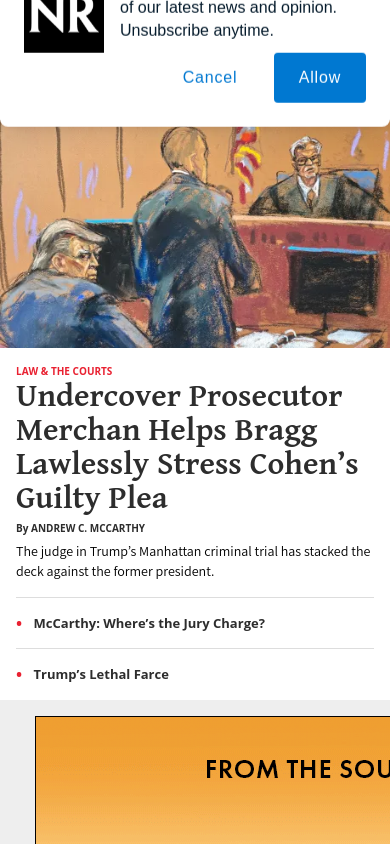 NR
of our latest news and opinion.
Unsubscribe anytime.
Cancel
Allow
LAW & THE COURTS
Undercover Prosecutor
Merchan Helps Bragg
Lawlessly Stress Cohen’s
Guilty Plea
By ANDREW C. MCCARTHY
The judge in Trump’s Manhattan criminal trial has stacked the
deck against the former president.
• McCarthy: Where’s the Jury Charge?
• Trump’s Lethal Farce
FROM THE SOU